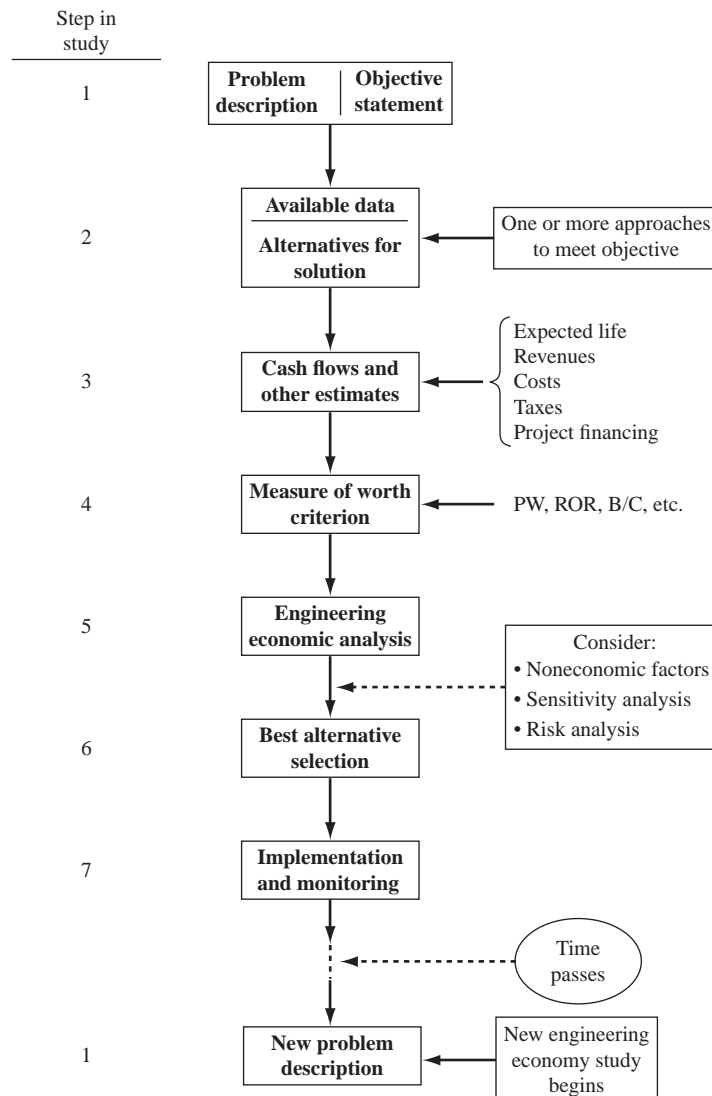 Step in
study
1
Problem
description
Objective
statement
2
Available data
Alternatives for
solution
One or more approaches
to meet objective
3
Cash flows and
other estimates
Expected life
Revenues
Costs
Taxes
Project financing
4
Measure of worth
criterion
PW, ROR, B/C, etc.
5
Engineering
economic analysis
Consider:
• Noneconomic factors
• Sensitivity analysis
• Risk analysis
6
Best alternative
selection
7
Implementation
and monitoring
Time
passes
1
New problem
description
New engineering
economy study
begins